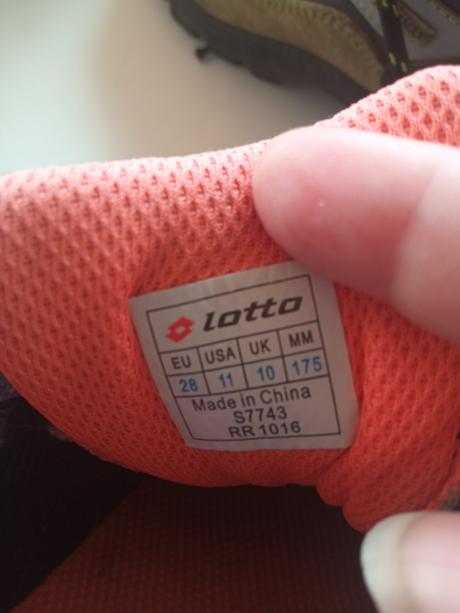 lotto
EU USA UK MM
28 11 10 175
Made in China
S7743
RR1016